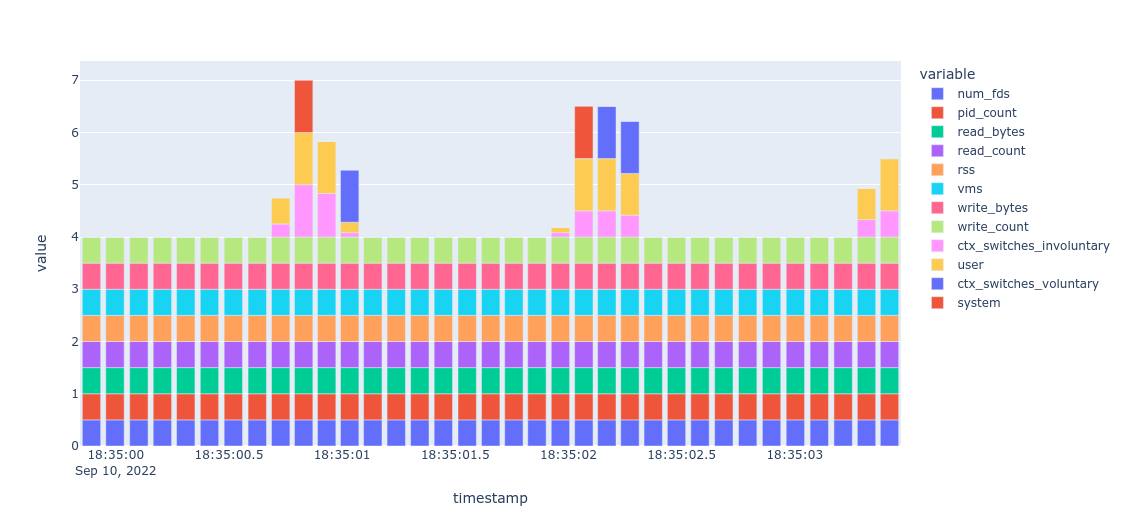 7
6
5
4
3
2
1
0
value
18:35:00
Sep 10, 2022
18:35:00.5
18:35:01
18:35:01.5
18:35:02
18:35:02.5
18:35:03
timestamp
variable
num_fds
pid_count
read_bytes
read_count
rss
vms
write_bytes
write_count
ctx_switches_involuntary
user
ctx_switches_voluntary
system